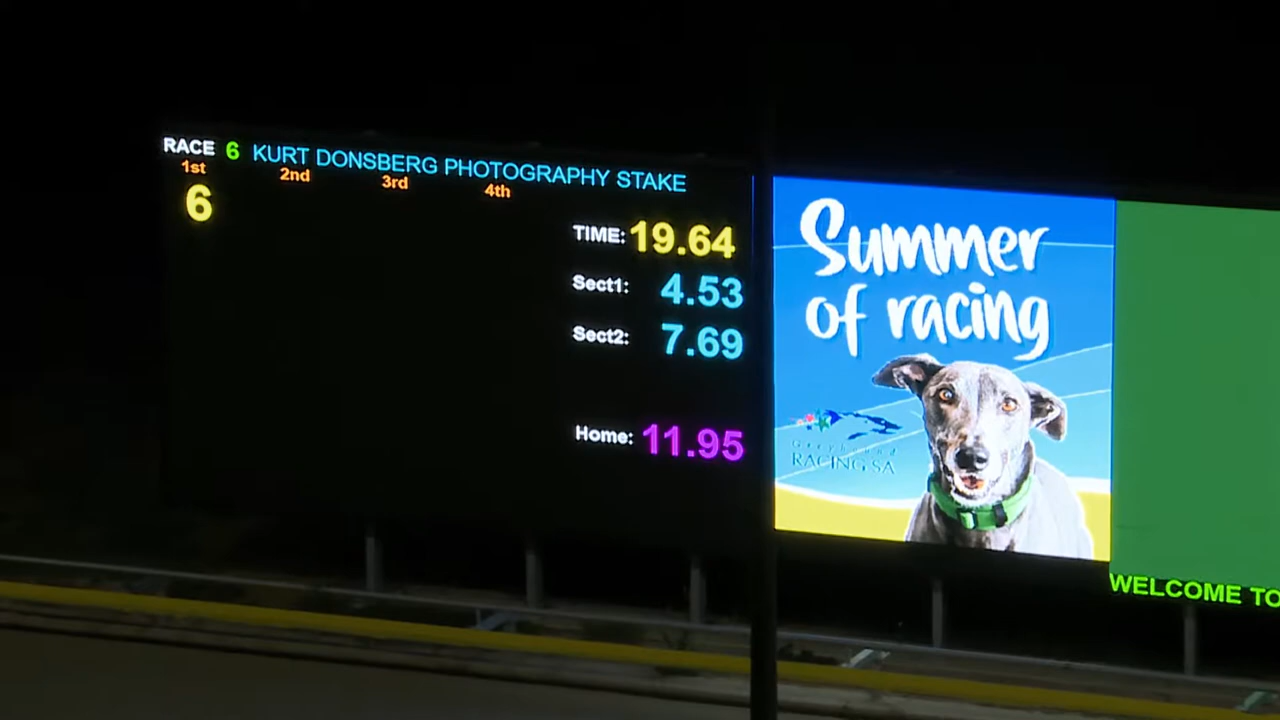 RACE 6 KURT DONSBERG PHOTOGRAPHY STAKE
1st 2nd 3rd 4th
6
TIME: 19.64
Sect1: 4.53
Sect2: 7.69
Home: 11.95
Summer
of racing
Greyhound
RACING SA
WELCOME TO